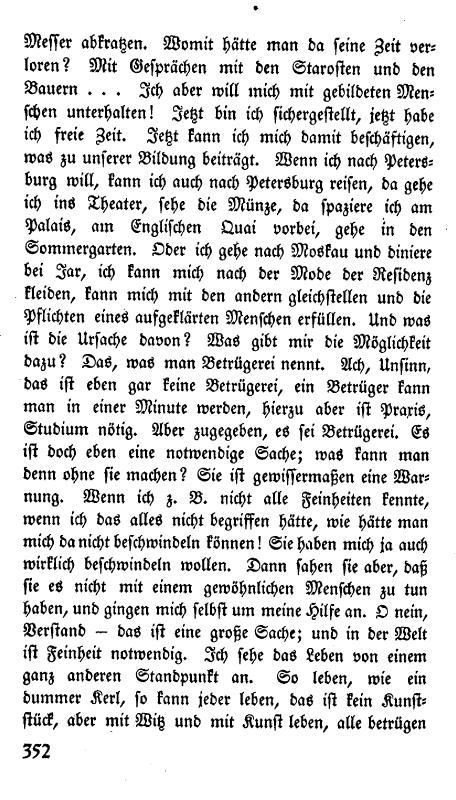 Messer abkratzen. Womit hätte man da seine Zeit ver-
loren? Mit Gesprächen mit den Starosten und den
Bauern . . . Ich aber will mich mit gebildeten Men-
schen unterhalten! Jetzt bin ich sichergestellt, jetzt habe
ich freie Zeit. Jetzt kann ich mich damit beschäftigen,
was zu unserer Bildung beiträgt. Wenn ich nach Peters-
burg will, kann ich auch nach Petersburg reisen, da gehe
ich ins Theater, sehe die Münze, da spaziere ich am
Palais, am Englischen Quai vorbei, gehe in den
Sommergarten. Oder ich gehe nach Moskau und diniere
bei Jar, ich kann mich nach der Mode der Residenz
kleiden, kann mich mit den andern gleichstellen und die
Pflichten eines aufgeklärten Menschen erfüllen. Und was
ist die Ursache davon? Was gibt mir die Möglichkeit
dazu? Das, was man Betrügerei nennt. Ach, Unsinn,
das ist eben gar keine Betrügerei, ein Betrüger kann
man in einer Minute werden, hierzu aber ist Praxis,
Studium nötig. Aber zugegeben, es sei Betrügerei. Es
ist doch eben eine notwendige Sache; was kann man
denn ohne sie machen? Sie ist gewissermaßen eine War-
nung. Wenn ich z. B. nicht alle Feinheiten kennte,
wenn ich das alles nicht begriffen hätte, wie hätte man
mich da nicht beschwindeln können! Sie haben mich ja auch
wirklich beschwindeln wollen. Dann sahen sie aber, daß
sie es nicht mit einem gewöhnlichen Menschen zu tun
haben, und gingen mich selbst um meine Hilfe an. O nein,
Verstand — das ist eine große Sache; und in der Welt
ist Feinheit notwendig. Ich sehe das Leben von einem
ganz anderen Standpunkt an. So leben, wie ein
dummer Kerl, so kann jeder leben, das ist kein Kunst-
stück, aber mit Witz und mit Kunst leben, alle betrügen
352